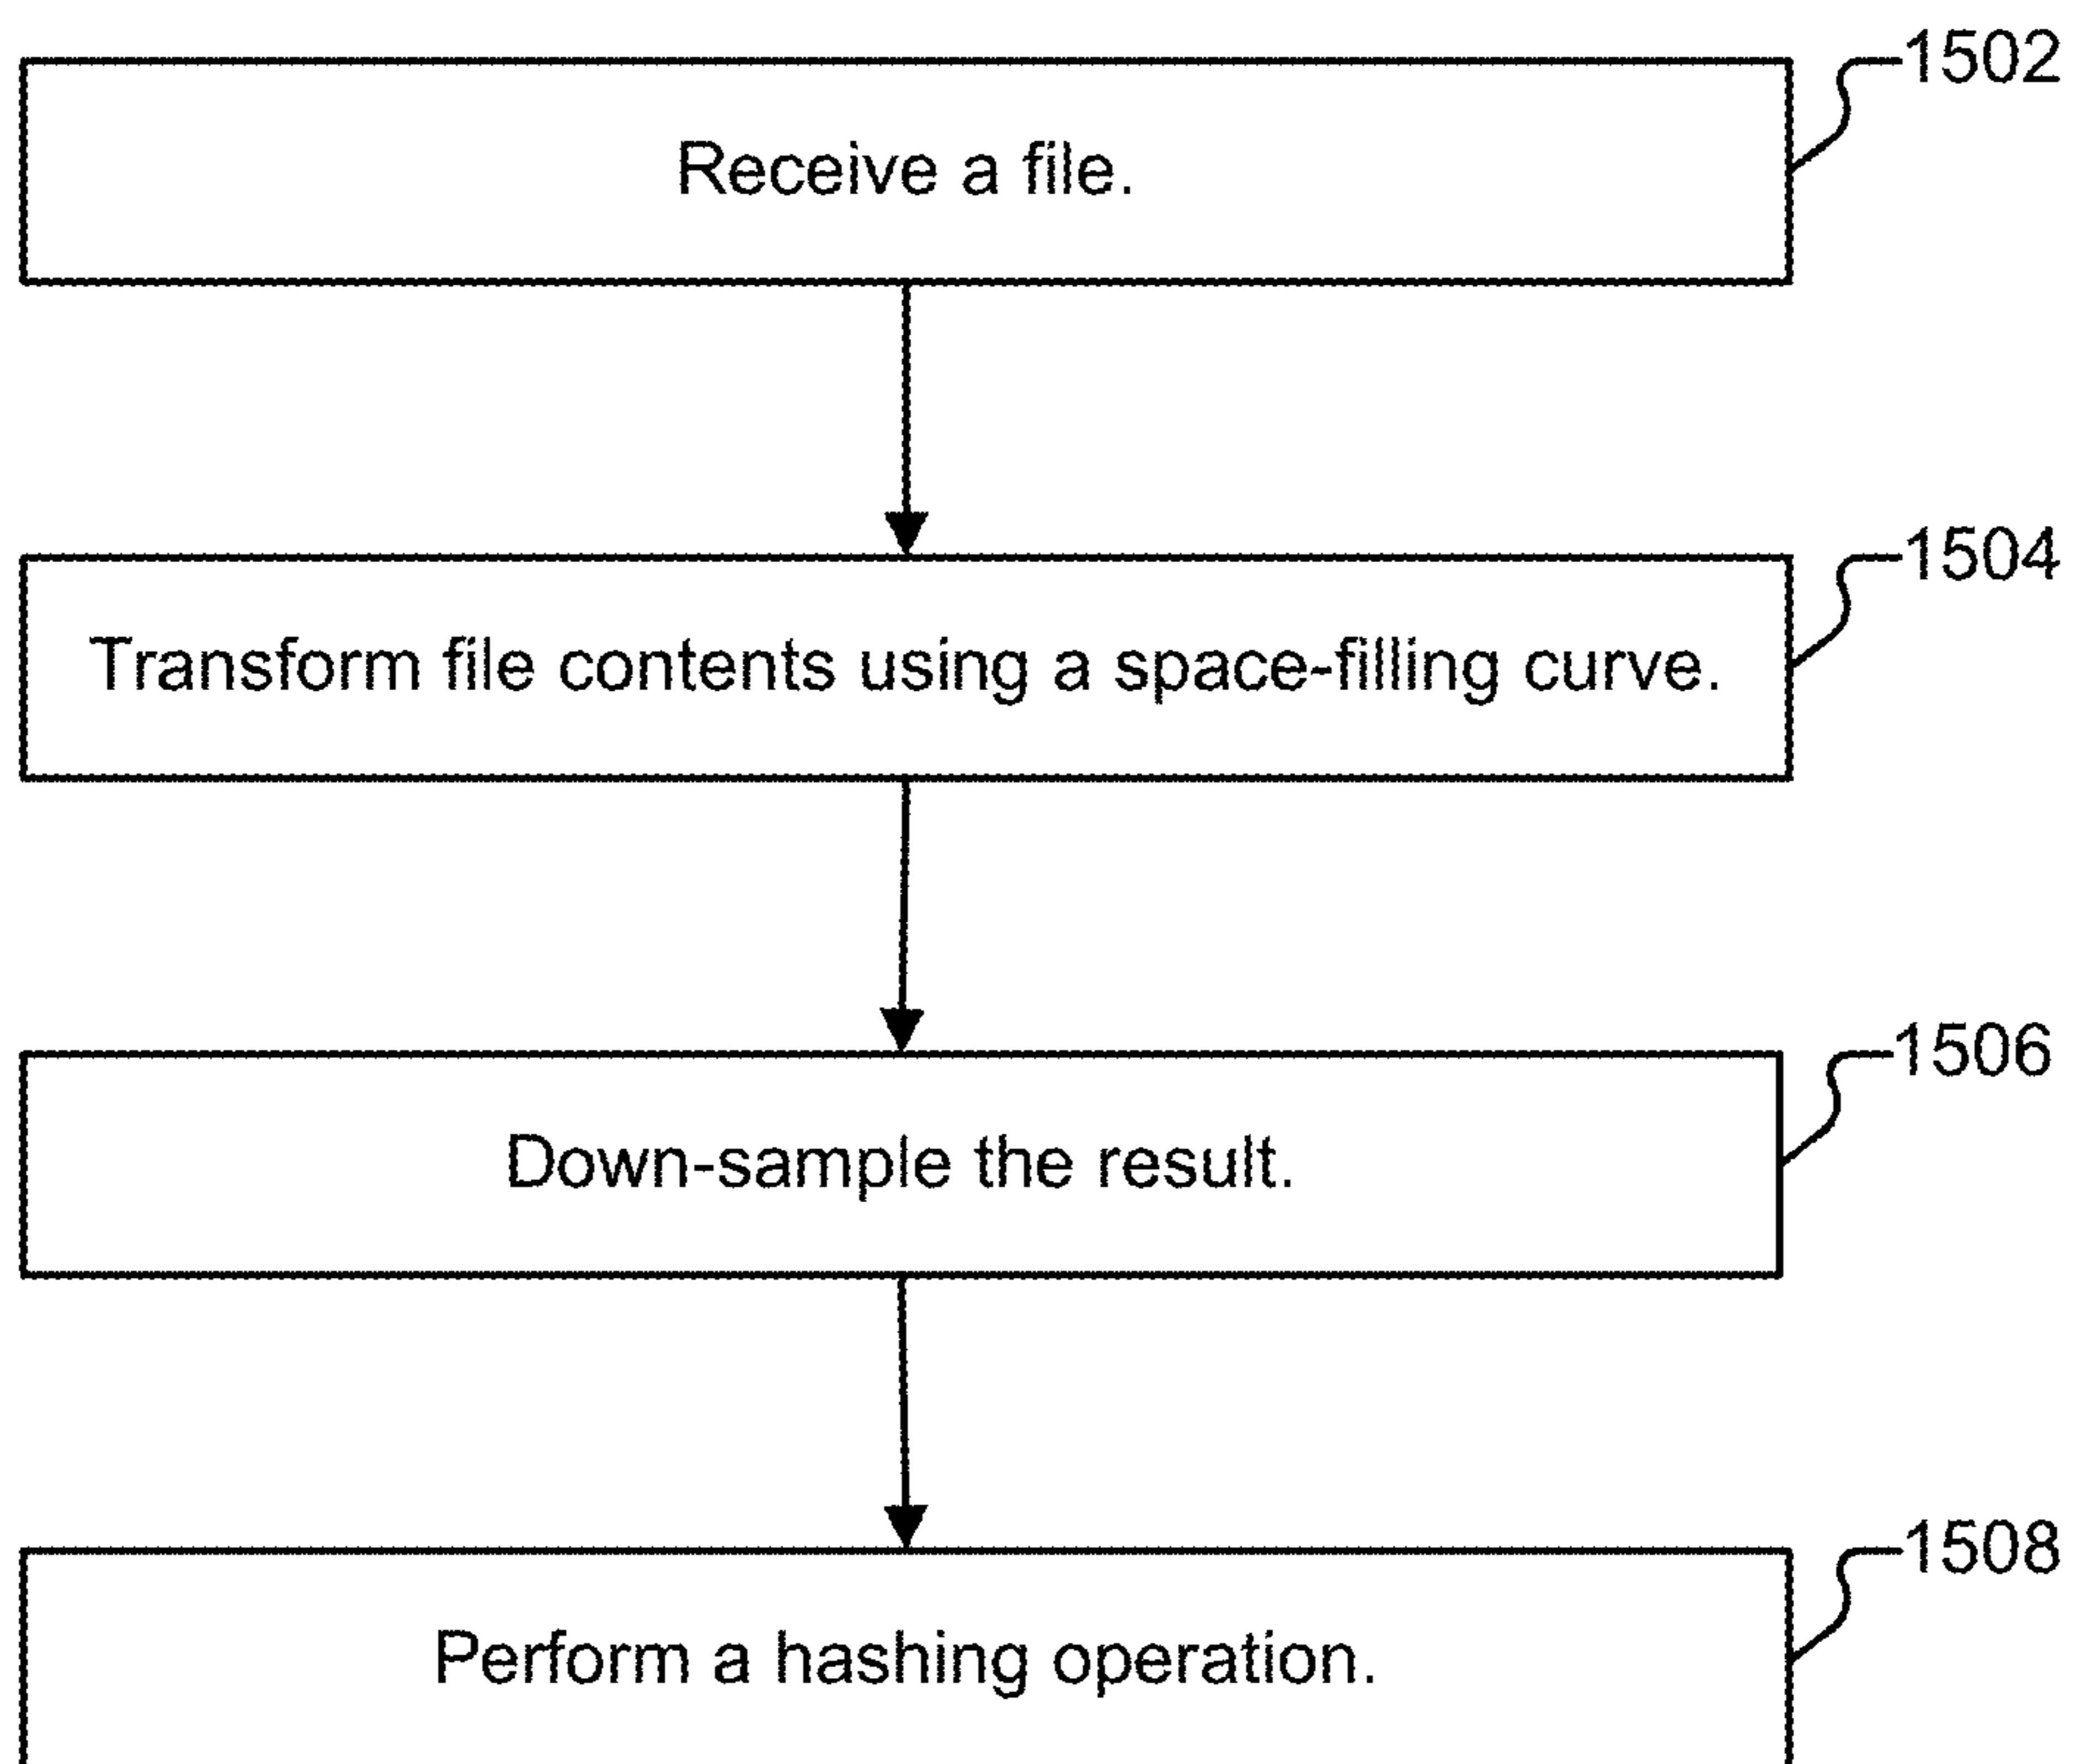 1502
Receive a file.
1504
Transform file contents using a space-filling curve.
1506
Down-sample the result.
1508
Perform a hashing operation.